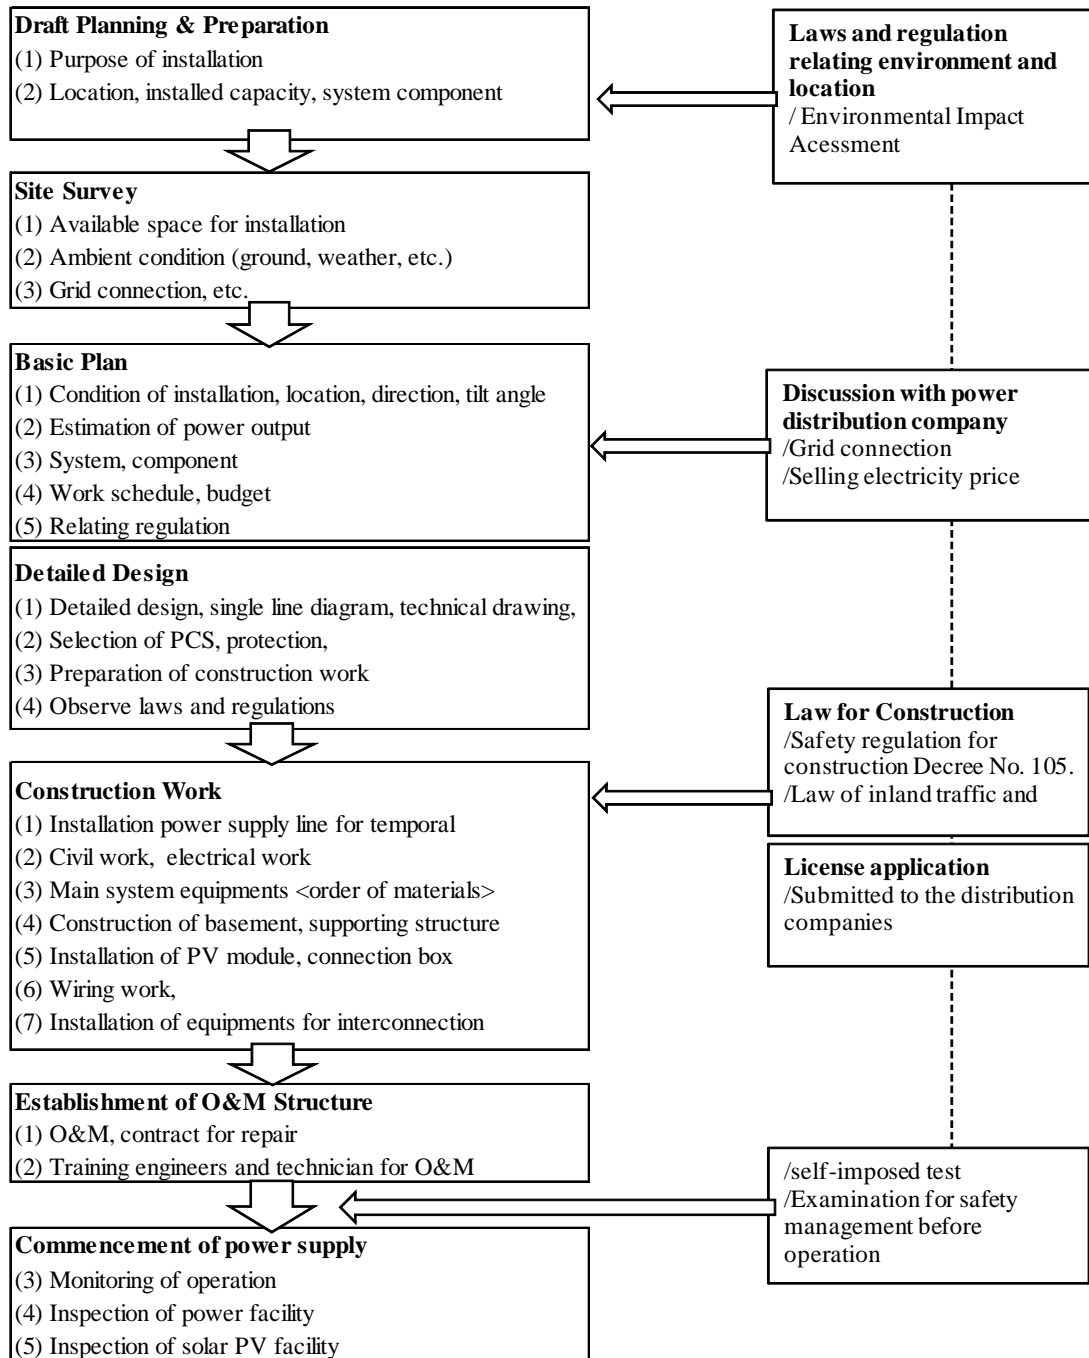 Draft Planning & Preparation
(1) Purpose of installation
(2) Location, installed capacity, system component
Laws and regulation
relating environment and
location
/ Environmental Impact
Acessment
Site Survey
(1) Available space for installation
(2) Ambient condition (ground, weather, etc.)
(3) Grid connection, etc.
Basic Plan
(1) Condition of installation, location, direction, tilt angle
(2) Estimation of power output
(3) System, component
(4) Work schedule, budget
(5) Relating regulation
Discussion with power
distribution company
/Grid connection
/Selling electricity price
Detailed Design
(1) Detailed design, single line diagram, technical drawing,
(2) Selection of PCS, protection,
(3) Preparation of construction work
(4) Observe laws and regulations
Law for Construction
/Safety regulation for
construction Decree No. 105.
/Law of inland traffic and
Construction Work
(1) Installation power supply line for temporal
(2) Civil work, electrical work
(3) Main system equipments <order of materials>
(4) Construction of basement, supporting structure
(5) Installation of PV module, connection box
(6) Wiring work,
(7) Installation of equipments for interconnection
License application
/Submitted to the distribution
companies
Establishment of O&M Structure
(1) O&M, contract for repair
(2) Training engineers and technician for O&M
/self-imposed test
/Examination for safety
management before
operation
Commencement of power supply
(3) Monitoring of operation
(4) Inspection of power facility
(5) Inspection of solar PV facility